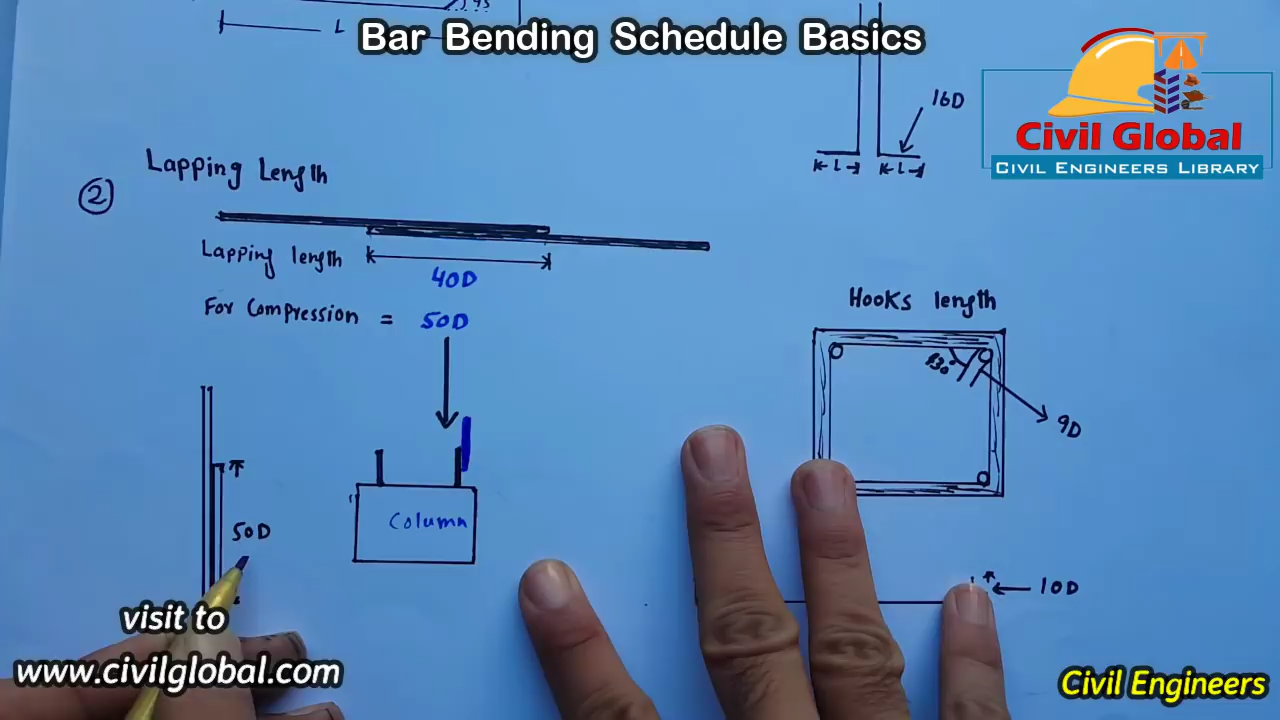 Bar Bending Schedule Basics
L
45
16D
L
L
Civil Global
CIVIL ENGINEERS LIBRARY
Lapping Length
2
Lapping length
40D
For Compression = 50D
Hooks length
9D
50D
Column
10D
visit to
www.civilglobal.com
Civil Engineers